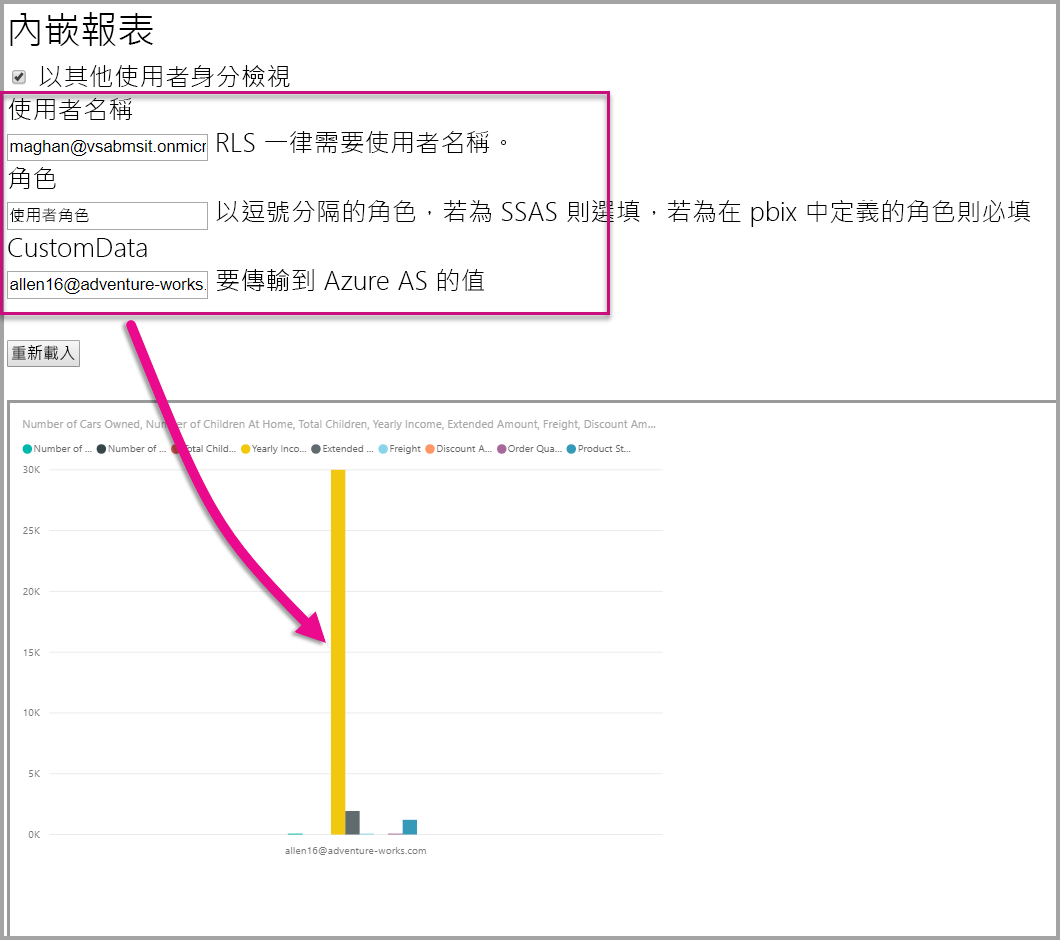 內嵌報表
以其他使用者身分檢視
使用者名稱
maghan@vsabmsit.onmicr RLS 一律需要使用者名稱。
角色
使用者角色 以逗號分隔的角色，若為 SSAS 則選填，若為在 pbix 中定義的角色則必填
CustomData
allen16@adventure-works. 要傳輸到 Azure AS 的值
重新載入
Number of Cars Owned, Number of Children At Home, Total Children, Yearly Income, Extended Amount, Freight, Discount Am...
Number of ... Number of ... Total Child... Yearly Inco... Extended ... Freight Discount A... Order Qua... Product St...
30K
25K
20K
15K
10K
5K
0K
allen16@adventure-works.com